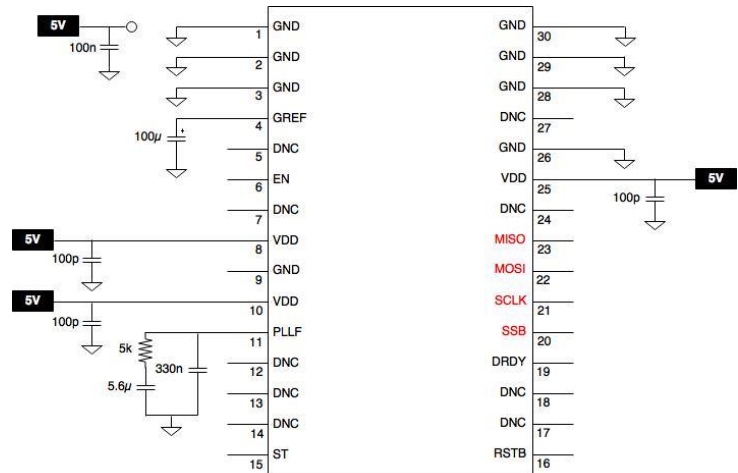 5V
100n
GND
1
GND
2
GND
3
GREF
4
100µ
+
DNC
5
EN
6
DNC
7
5V
VDD
8
100p
GND
9
5V
VDD
10
100p
PLLF
11
5k
330n
5.6µ
DNC
12
DNC
13
DNC
14
ST
15
GND
30
GND
29
GND
28
DNC
27
GND
26
VDD
25
5V
100p
DNC
24
MISO
23
MOSI
22
SCLK
21
SSB
20
DRDY
19
DNC
18
DNC
17
RSTB
16